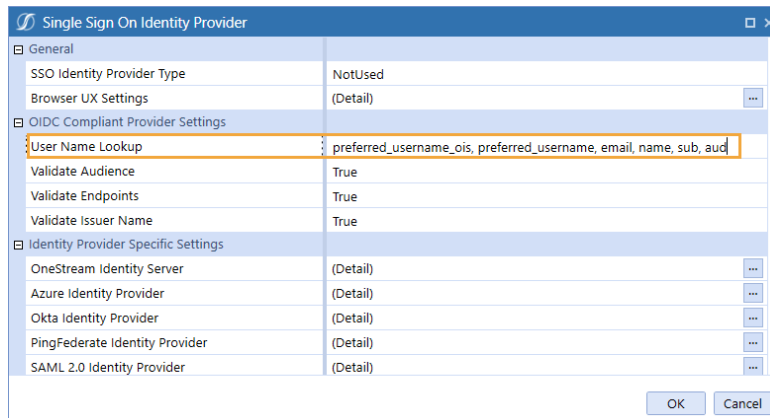 Single Sign On Identity Provider
General
SSO Identity Provider Type NotUsed
Browser UX Settings (Detail) ...
OIDC Compliant Provider Settings
User Name Lookup preferred_username_ois, preferred_username, email, name, sub, aud
Validate Audience True
Validate Endpoints True
Validate Issuer Name True
Identity Provider Specific Settings
OneStream Identity Server (Detail) ...
Azure Identity Provider (Detail) ...
Okta Identity Provider (Detail) ...
PingFederate Identity Provider (Detail) ...
SAML 2.0 Identity Provider (Detail) ...
OK Cancel